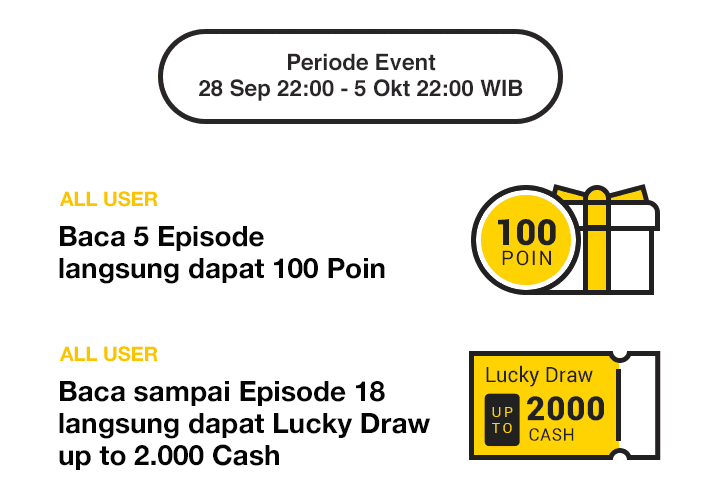 Periode Event
28 Sep 22:00 - 5 Okt 22:00 WIB
ALL USER
Baca 5 Episode
langsung dapat 100 Poin
100
POIN
ALL USER
Baca sampai Episode 18
langsung dapat Lucky Draw
up to 2.000 Cash
Lucky Draw
UP
TO
2000
CASH